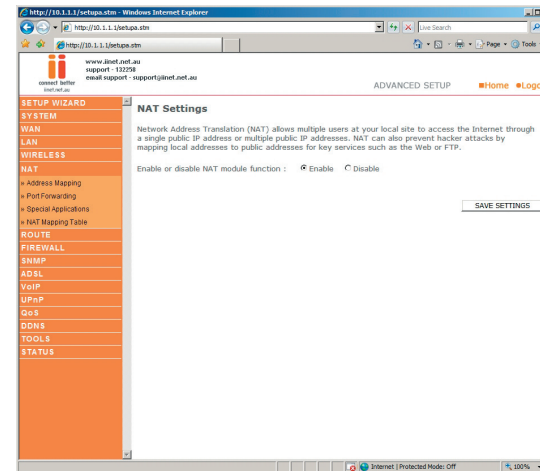 http://10.1.1.1/setupa.stm - Windows Internet Explorer
http://10.1.1.1/setupa.stm
Live Search
http://10.1.1.1/setupa.stm
Page
Tools
connect better
iinet.net.au
www.iinet.net.au
support - 132258
email support - support@iinet.net.au
ADVANCED SETUP
Home
Logo
SETUP WIZARD
SYSTEM
WAN
LAN
WIRELESS
NAT
» Address Mapping
» Port Forwarding
» Special Applications
» NAT Mapping Table
ROUTE
FIREWALL
SNMP
ADSL
VoIP
UPnP
QoS
DDNS
TOOLS
STATUS
NAT Settings
Network Address Translation (NAT) allows multiple users at your local site to access the Internet through
a single public IP address or multiple public IP addresses. NAT can also prevent hacker attacks by
mapping local addresses to public addresses for key services such as the Web or FTP.
Enable or disable NAT module function : Enable Disable
SAVE SETTINGS
Internet | Protected Mode: Off
100%